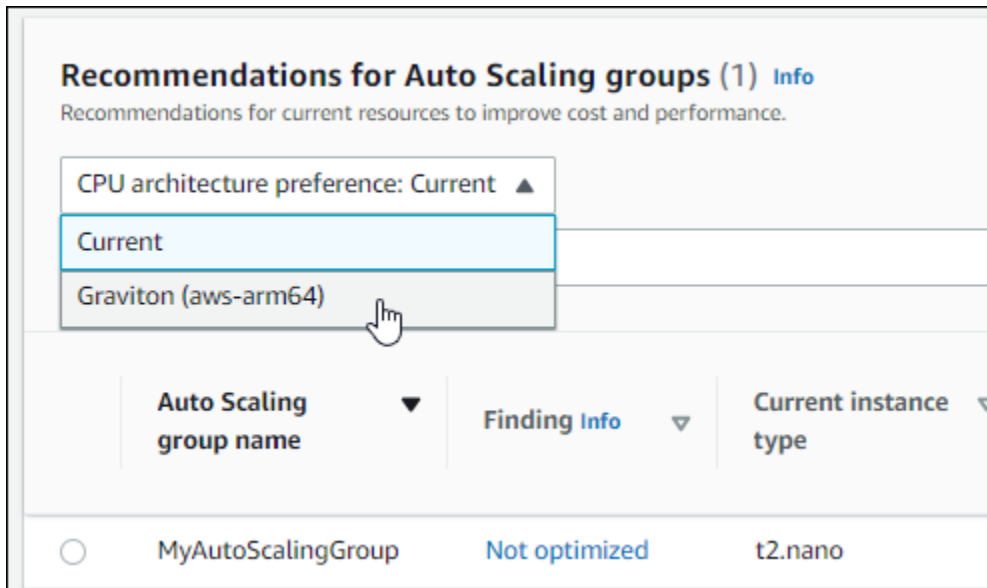 Recommendations for Auto Scaling groups (1) Info
Recommendations for current resources to improve cost and performance.
CPU architecture preference: Current
Current
Graviton (aws-arm64)
Auto Scaling
group name
Finding Info
Current instance
type
MyAutoScalingGroup
Not optimized
t2.nano